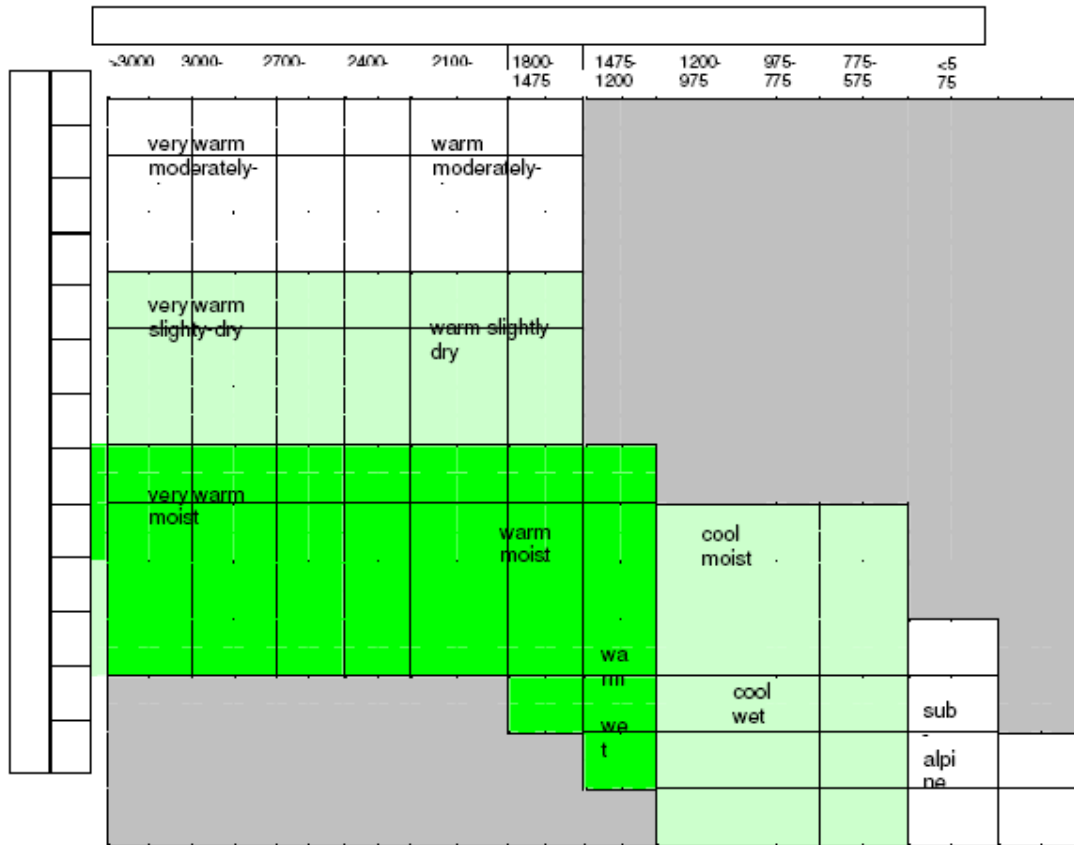 >3000 3000- 2700- 2400- 2100- 1800- 1475- 1200- 975- 775- <5
1475 1200 975 775 575 75
very warm warm
moderately- moderately-
very warm
slighty-dry warm slightly
dry
very warm
moist
warm cool
moist moist
wa
rm
cool
wet
we
t
sub
-
alpi
ne